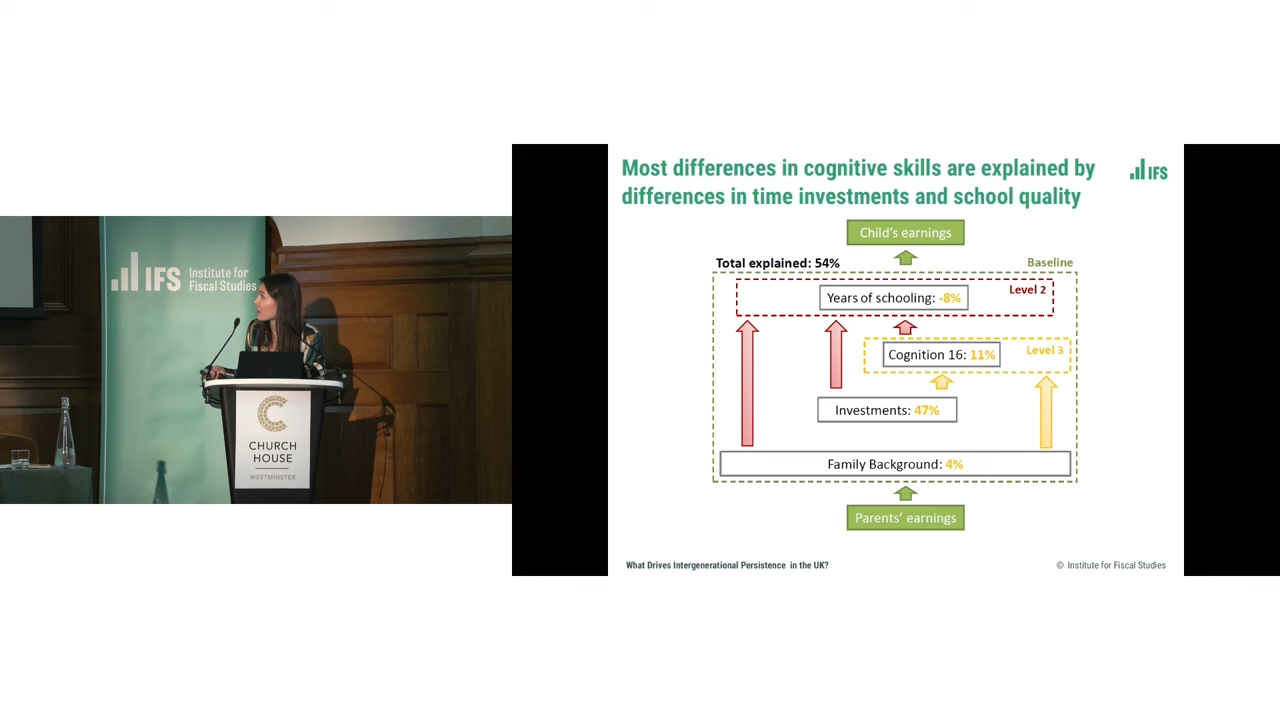 IFS
Institute for
Fiscal Studies
CHURCH
HOUSE
WESTMINSTER
Most differences in cognitive skills are explained by
differences in time investments and school quality
IFS
Child's earnings
Total explained: 54%
Baseline
Level 2
Years of schooling: -8%
Level 3
Cognition 16: 11%
Investments: 47%
Family Background: 4%
Parents' earnings
What Drives Intergenerational Persistence in the UK?
© Institute for Fiscal Studies